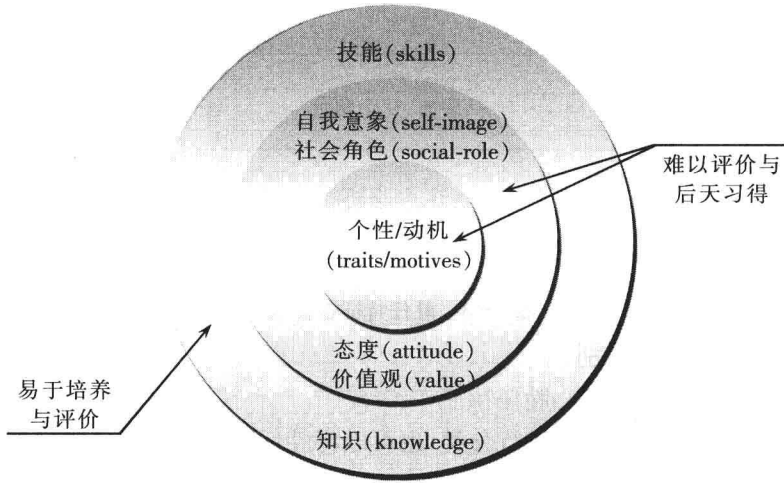 技能(skills)
自我意象(self-image)
社会角色(social-role)
难以评价与
后天习得
个性/动机
(traits/motives)
态度(attitude)
价值观(value)
易于培养
与评价
知识(knowledge)